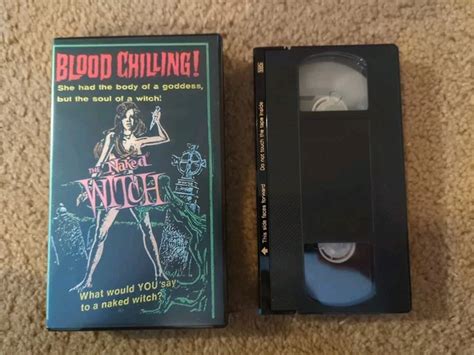 BLOOD CHILLING!
She had the body of a goddess,
but the soul of a witch!
THE Naked
WITCH
What would YOU say
to a naked witch?
VHS
Do not touch the tape inside
This side faces forward